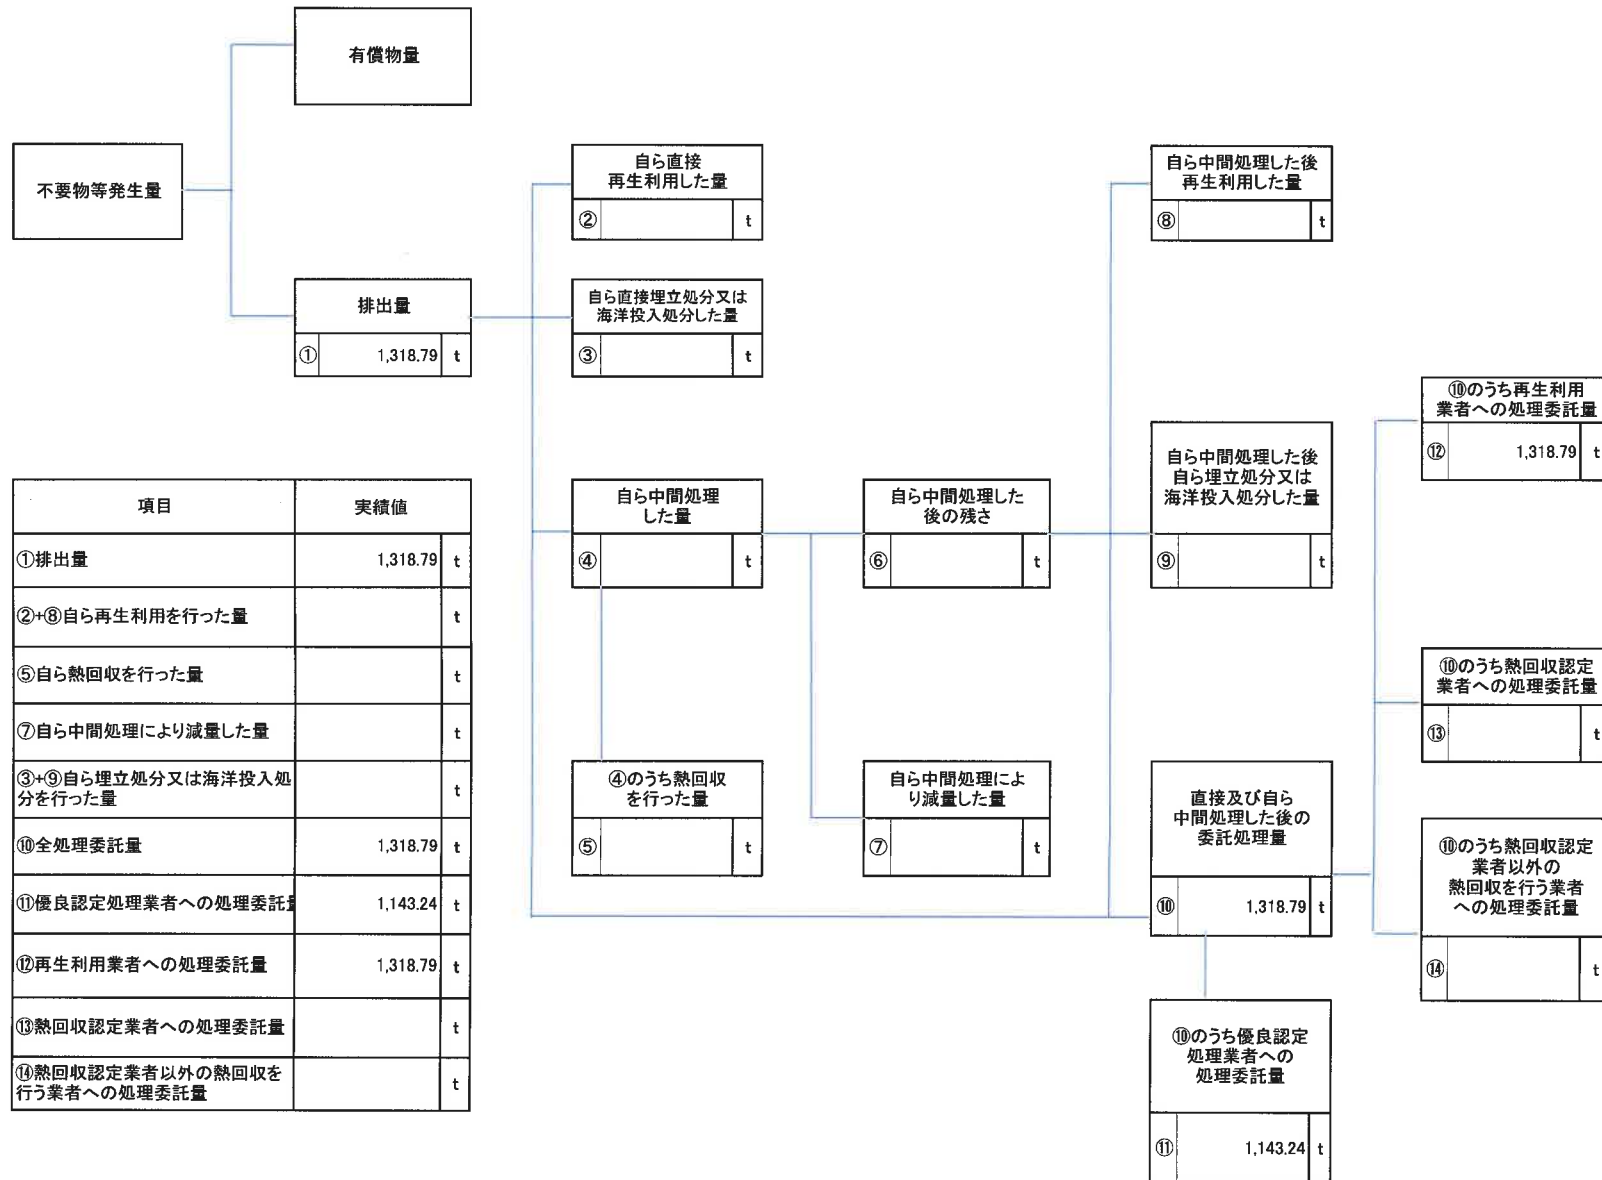 有償物量
不要物等発生量
排出量
① 1,318.79 t
自ら直接
再生利用した量
② t
自ら直接埋立処分又は
海洋投入処分した量
③ t
自ら中間処理
した量
④ t
④のうち熱回収
を行った量
⑤ t
自ら中間処理した
後の残さ
⑥ t
自ら中間処理によ
り減量した量
⑦ t
自ら中間処理した後
再生利用した量
⑧ t
自ら中間処理した後
自ら埋立処分又は
海洋投入処分した量
⑨ t
直接及び自ら
中間処理した後の
委託処理量
⑩ 1,318.79 t
⑩のうち優良認定
処理業者への
処理委託量
⑪ 1,143.24 t
⑩のうち再生利用
業者への処理委託量
⑫ 1,318.79 t
⑩のうち熱回収認定
業者への処理委託量
⑬ t
⑩のうち熱回収認定
業者以外の
熱回収を行う業者
への処理委託量
⑭ t
項目 実績値
①排出量 1,318.79 t
②+⑧自ら再生利用を行った量 t
⑤自ら熱回収を行った量 t
⑦自ら中間処理により減量した量 t
③+⑨自ら埋立処分又は海洋投入処
分を行った量 t
⑩全処理委託量 1,318.79 t
⑪優良認定処理業者への処理委託量 1,143.24 t
⑫再生利用業者への処理委託量 1,318.79 t
⑬熱回収認定業者への処理委託量 t
⑭熱回収認定業者以外の熱回収を
行う業者への処理委託量 t